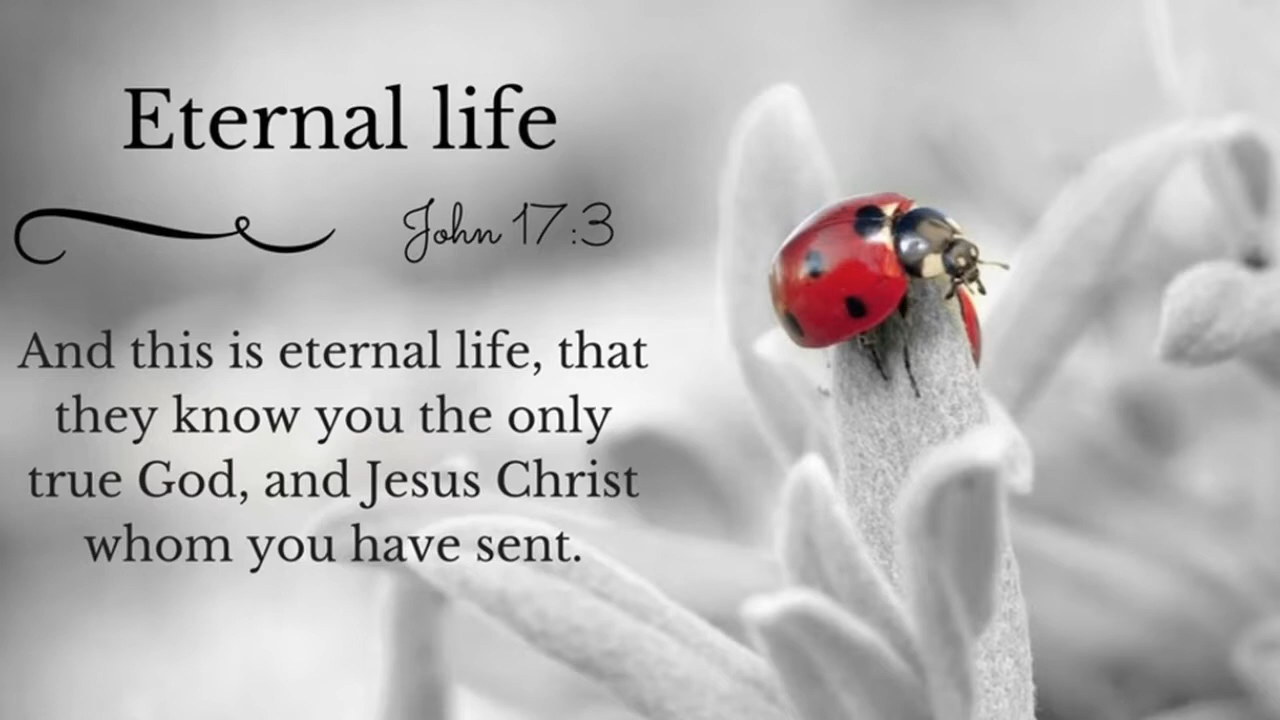 Eternal life
John 17:3
And this is eternal life, that
they know you the only
true God, and Jesus Christ
whom you have sent.